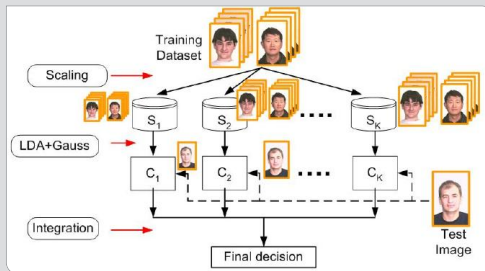 Training
Dataset
Scaling
S1
S2
SK
LDA+Gauss
C1
C2
CK
Integration
Test
Image
Final decision